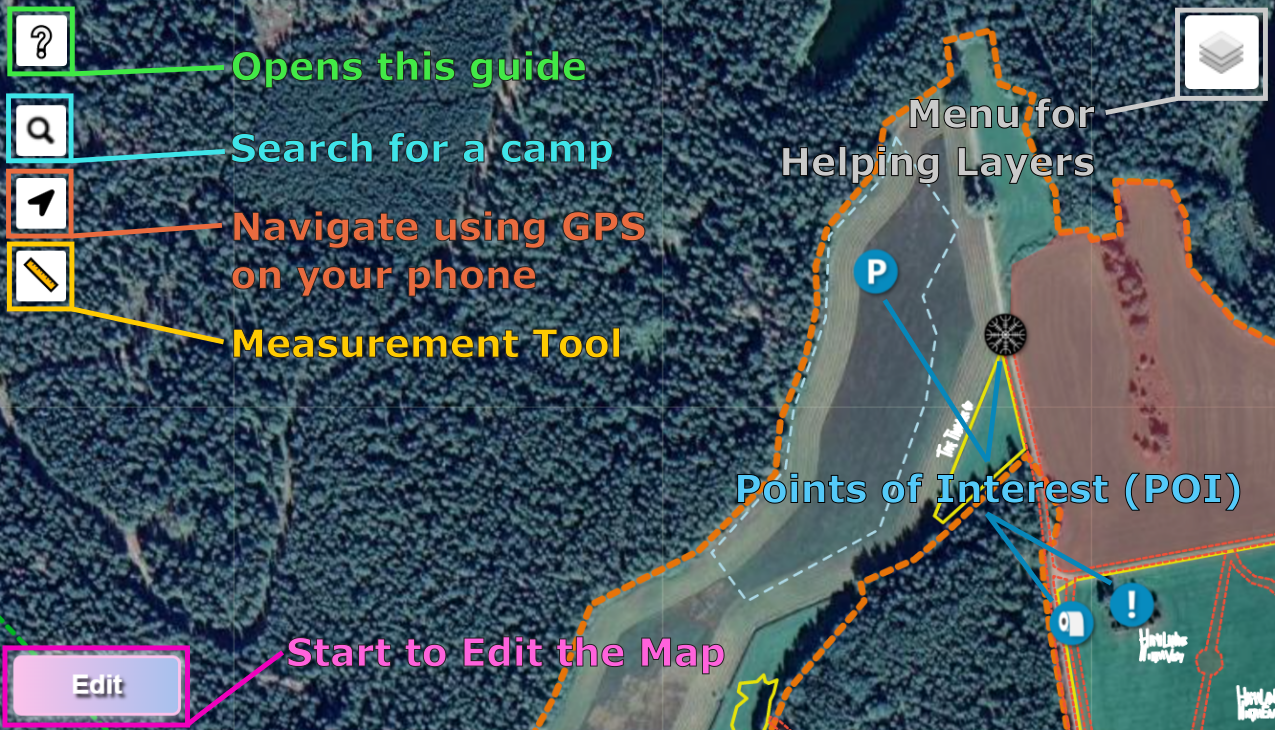 ?
Opens this guide
Search for a camp
Navigate using GPS
on your phone
Measurement Tool
Menu for
Helping Layers
P
Points of Interest (POI)
!
Start to Edit the Map
Edit